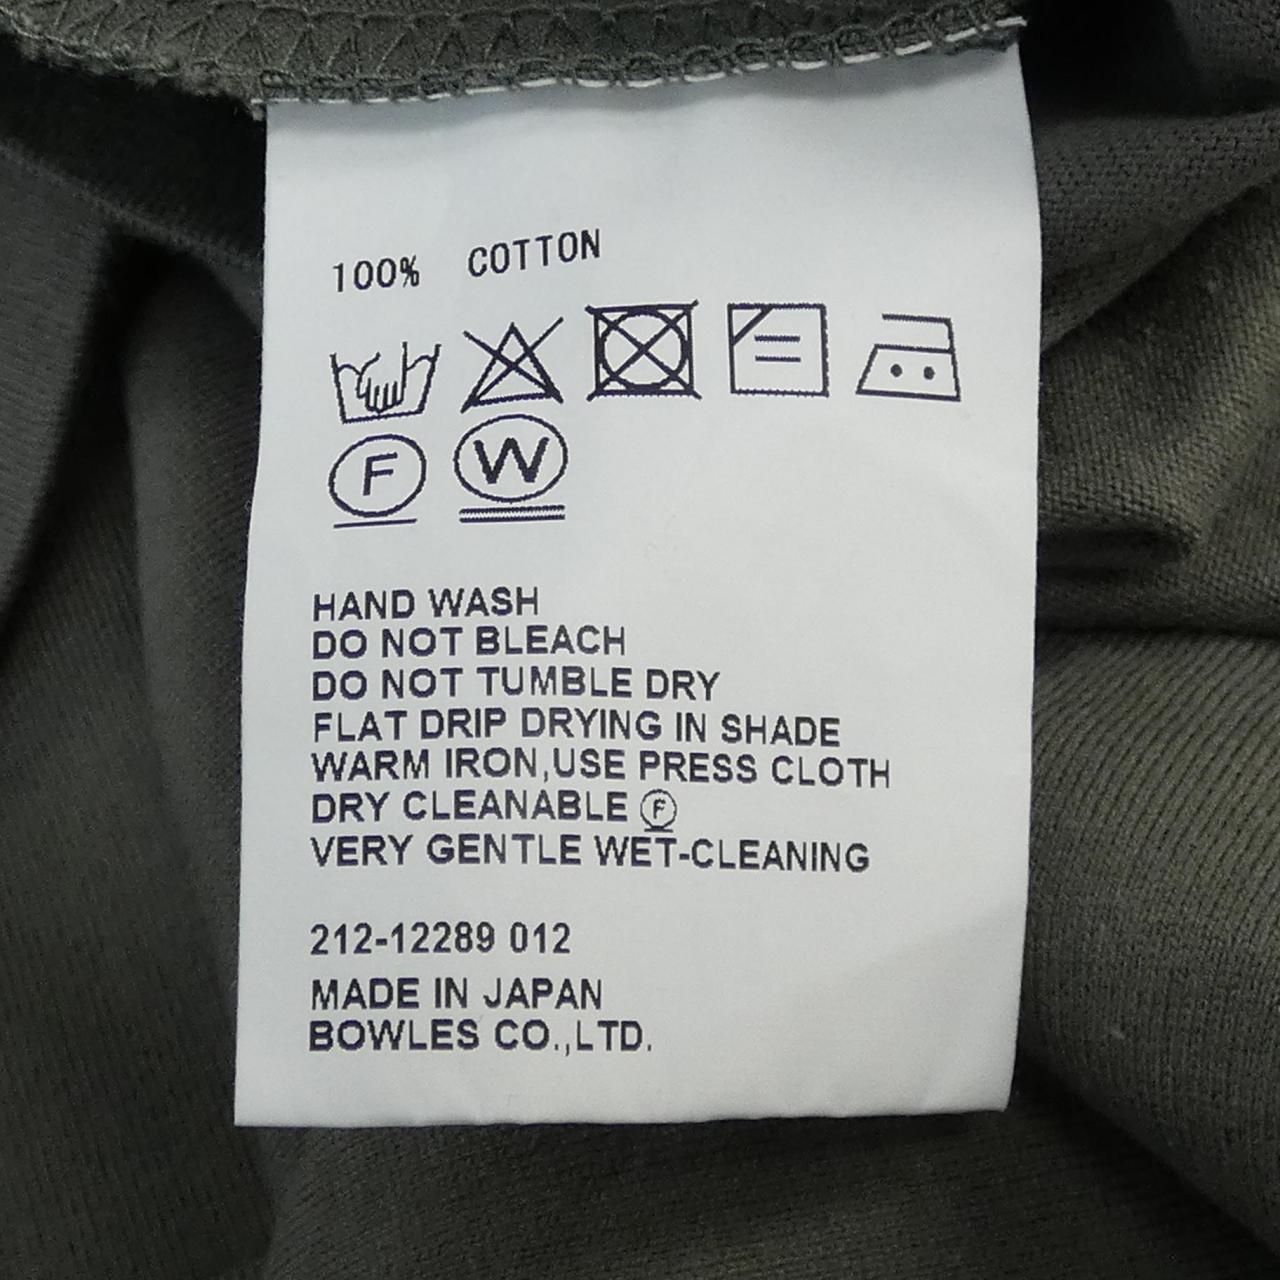 100% COTTON
F W
HAND WASH
DO NOT BLEACH
DO NOT TUMBLE DRY
FLAT DRIP DRYING IN SHADE
WARM IRON,USE PRESS CLOTH
DRY CLEANABLE Ⓕ
VERY GENTLE WET-CLEANING
212-12289 012
MADE IN JAPAN
BOWLES CO.,LTD.